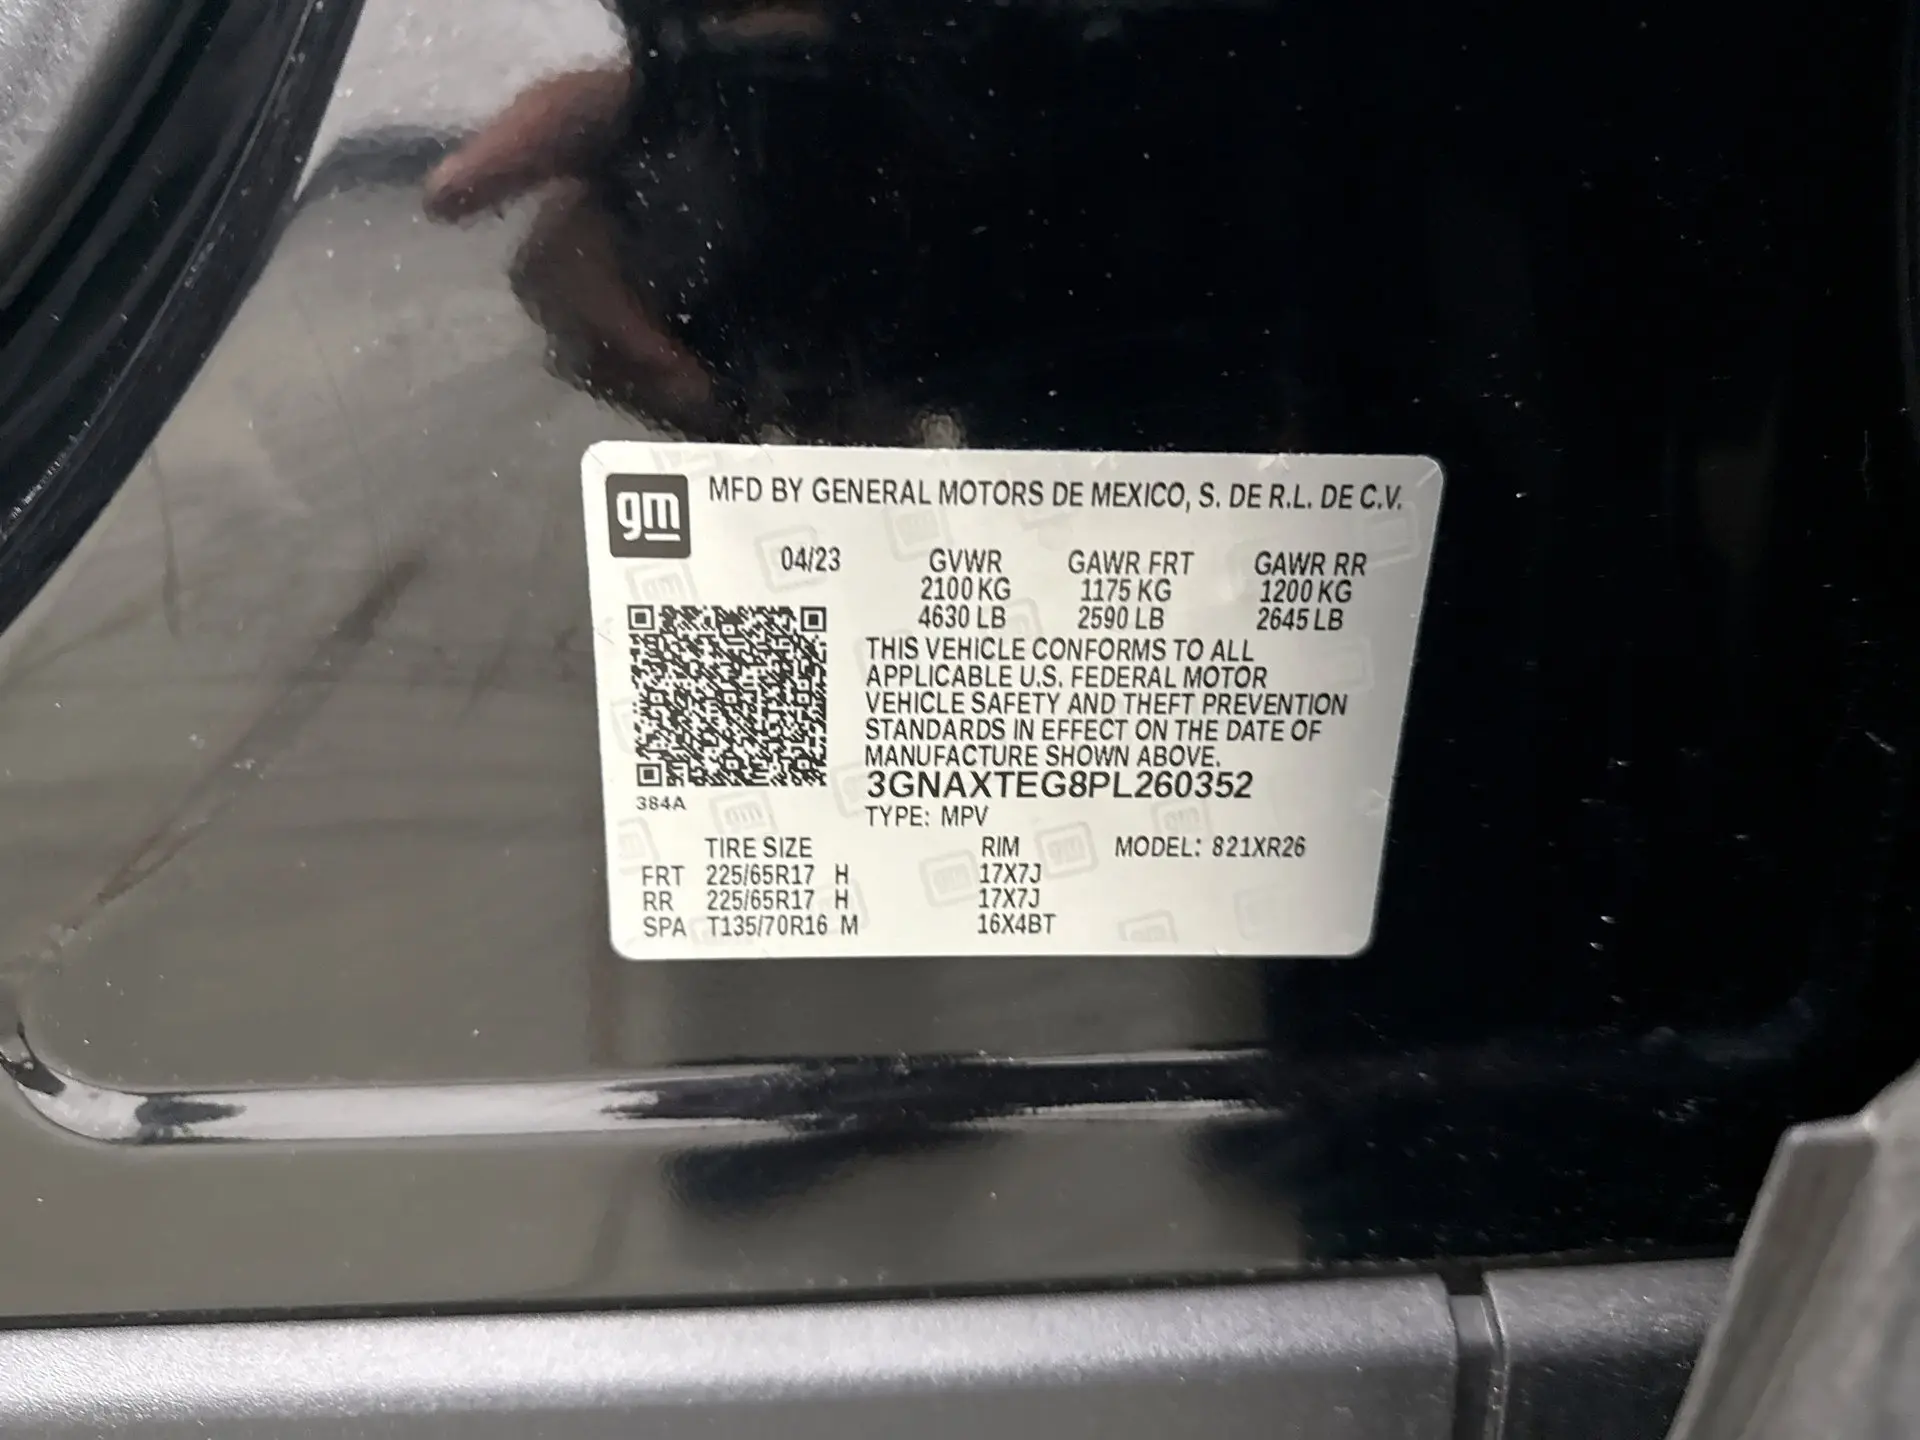 gm
MFD BY GENERAL MOTORS DE MEXICO, S. DE R.L. DE C.V.
04/23 GVWR GAWR FRT GAWR RR
2100 KG 1175 KG 1200 KG
4630 LB 2590 LB 2645 LB
THIS VEHICLE CONFORMS TO ALL
APPLICABLE U.S. FEDERAL MOTOR
VEHICLE SAFETY AND THEFT PREVENTION
STANDARDS IN EFFECT ON THE DATE OF
MANUFACTURE SHOWN ABOVE.
3GNAXTEG8PL260352
384A
TYPE: MPV
TIRE SIZE RIM MODEL: 821XR26
FRT 225/65R17 H 17X7J
RR 225/65R17 H 17X7J
SPA T135/70R16 M 16X4BT